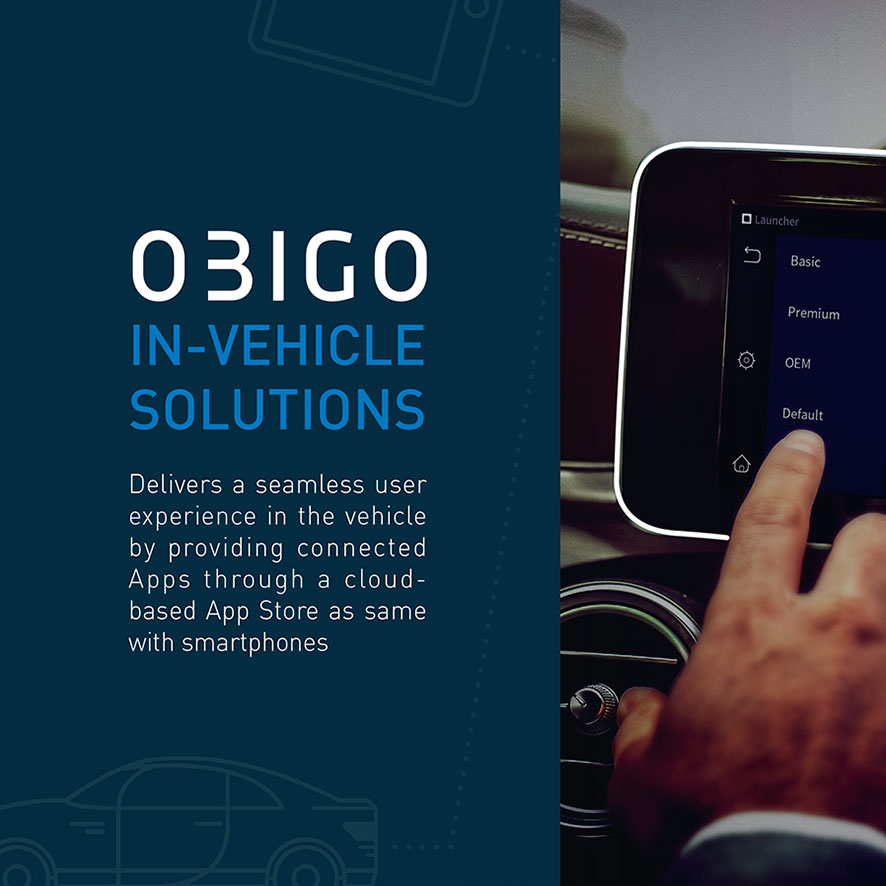 OBIGO
IN-VEHICLE
SOLUTIONS
Delivers a seamless user
experience in the vehicle
by providing connected
Apps through a cloud-
based App Store as same
with smartphones
Launcher
Basic
Premium
OEM
Default